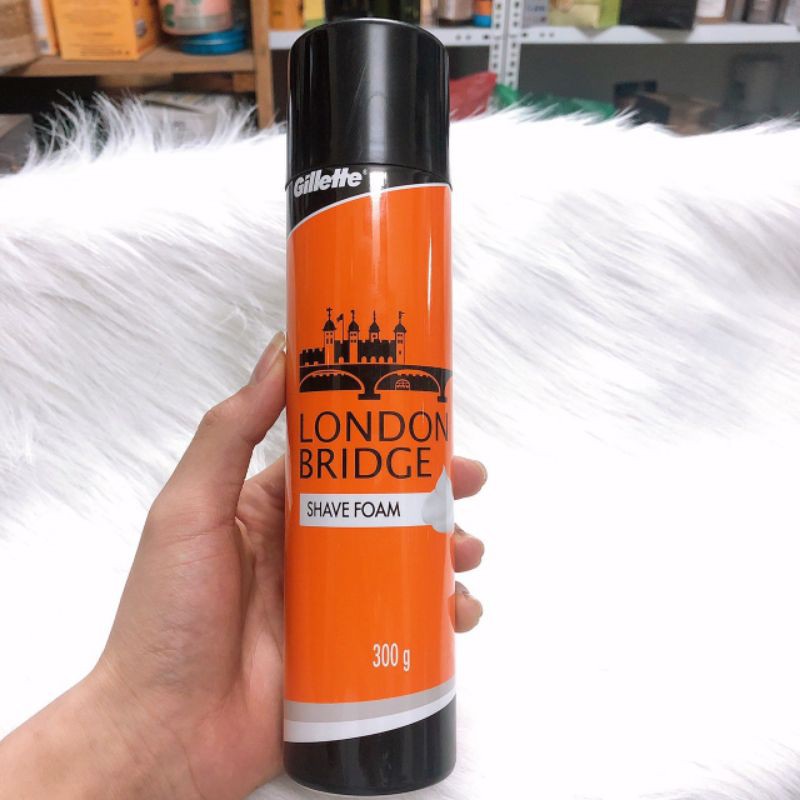 Gillette®
LONDON
BRIDGE
SHAVE FOAM
300 g